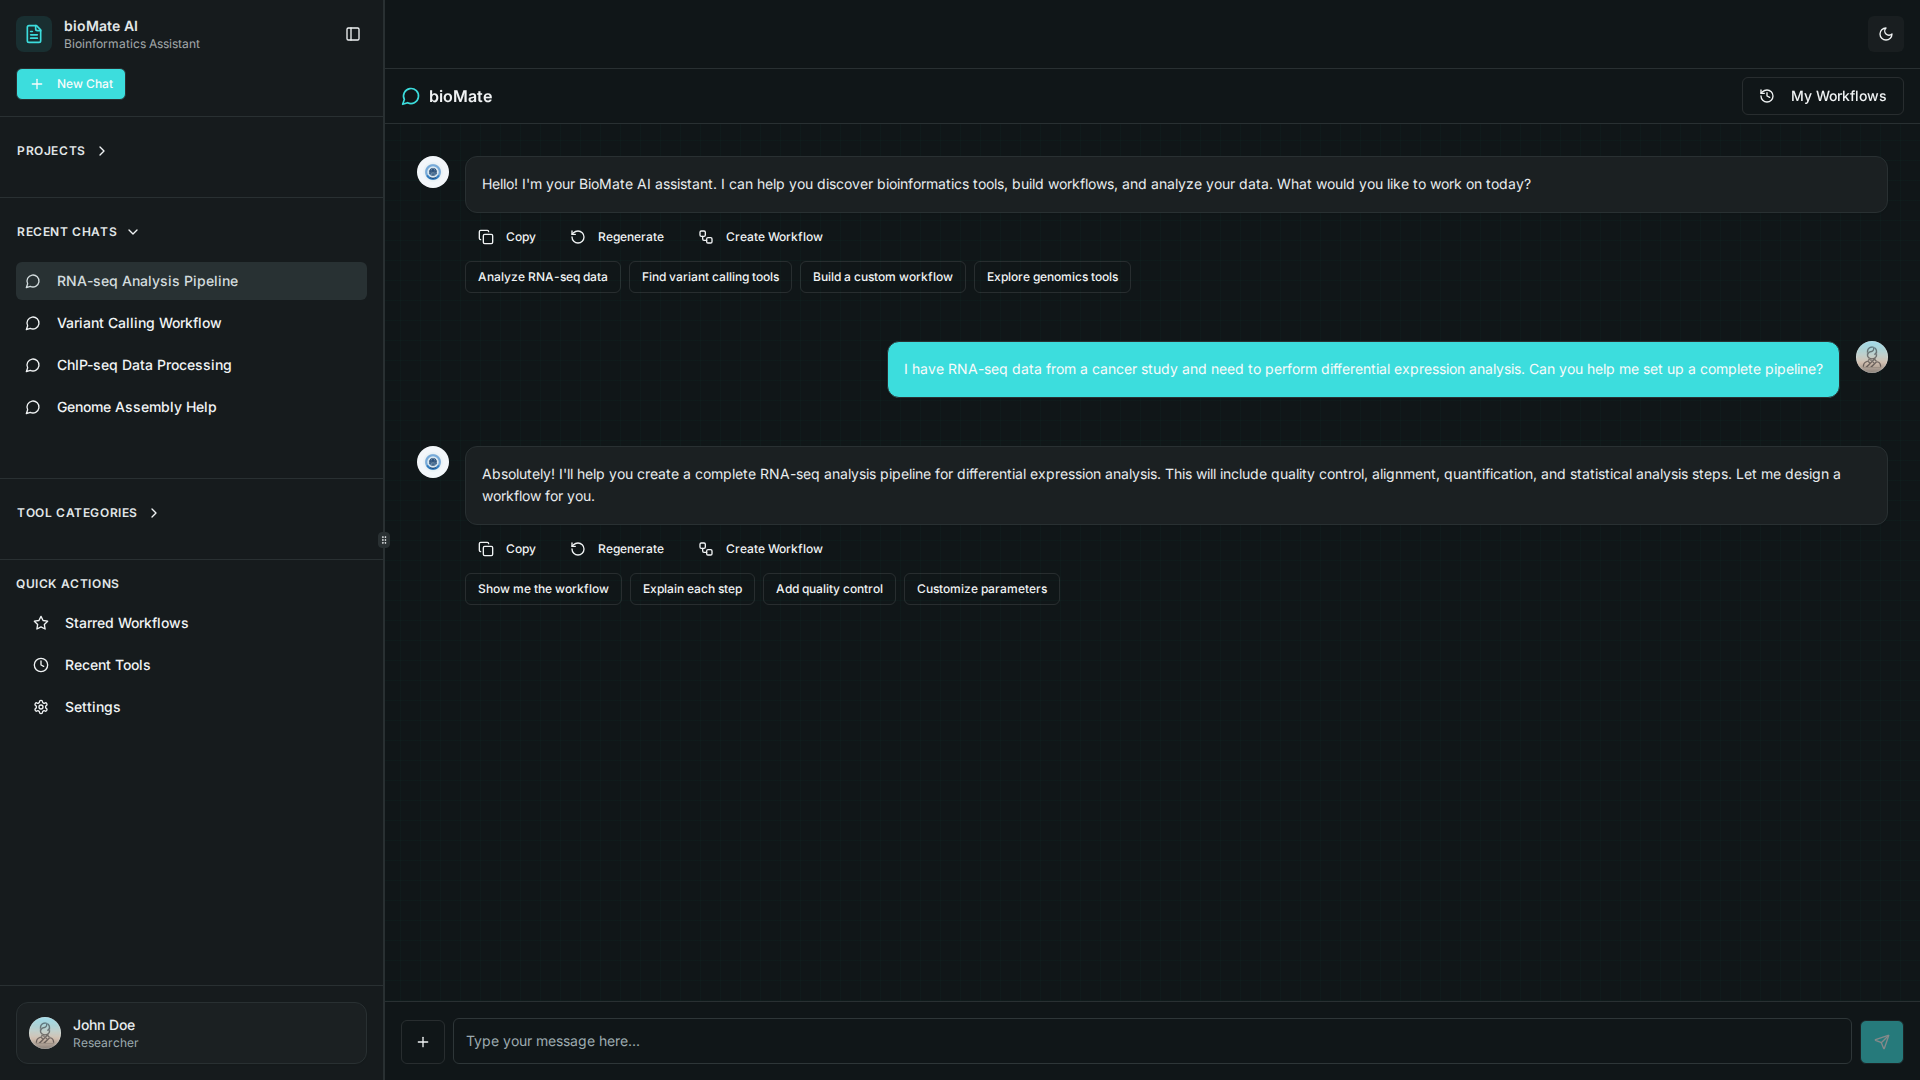 bioMate AI
Bioinformatics Assistant
New Chat
PROJECTS
RECENT CHATS
RNA-seq Analysis Pipeline
Variant Calling Workflow
ChIP-seq Data Processing
Genome Assembly Help
TOOL CATEGORIES
QUICK ACTIONS
Starred Workflows
Recent Tools
Settings
John Doe
Researcher
bioMate
My Workflows
Hello! I'm your BioMate AI assistant. I can help you discover bioinformatics tools, build workflows, and analyze your data. What would you like to work on today?
Copy Regenerate Create Workflow
Analyze RNA-seq data Find variant calling tools Build a custom workflow Explore genomics tools
I have RNA-seq data from a cancer study and need to perform differential expression analysis. Can you help me set up a complete pipeline?
Absolutely! I'll help you create a complete RNA-seq analysis pipeline for differential expression analysis. This will include quality control, alignment, quantification, and statistical analysis steps. Let me design a
workflow for you.
Copy Regenerate Create Workflow
Show me the workflow Explain each step Add quality control Customize parameters
Type your message here...